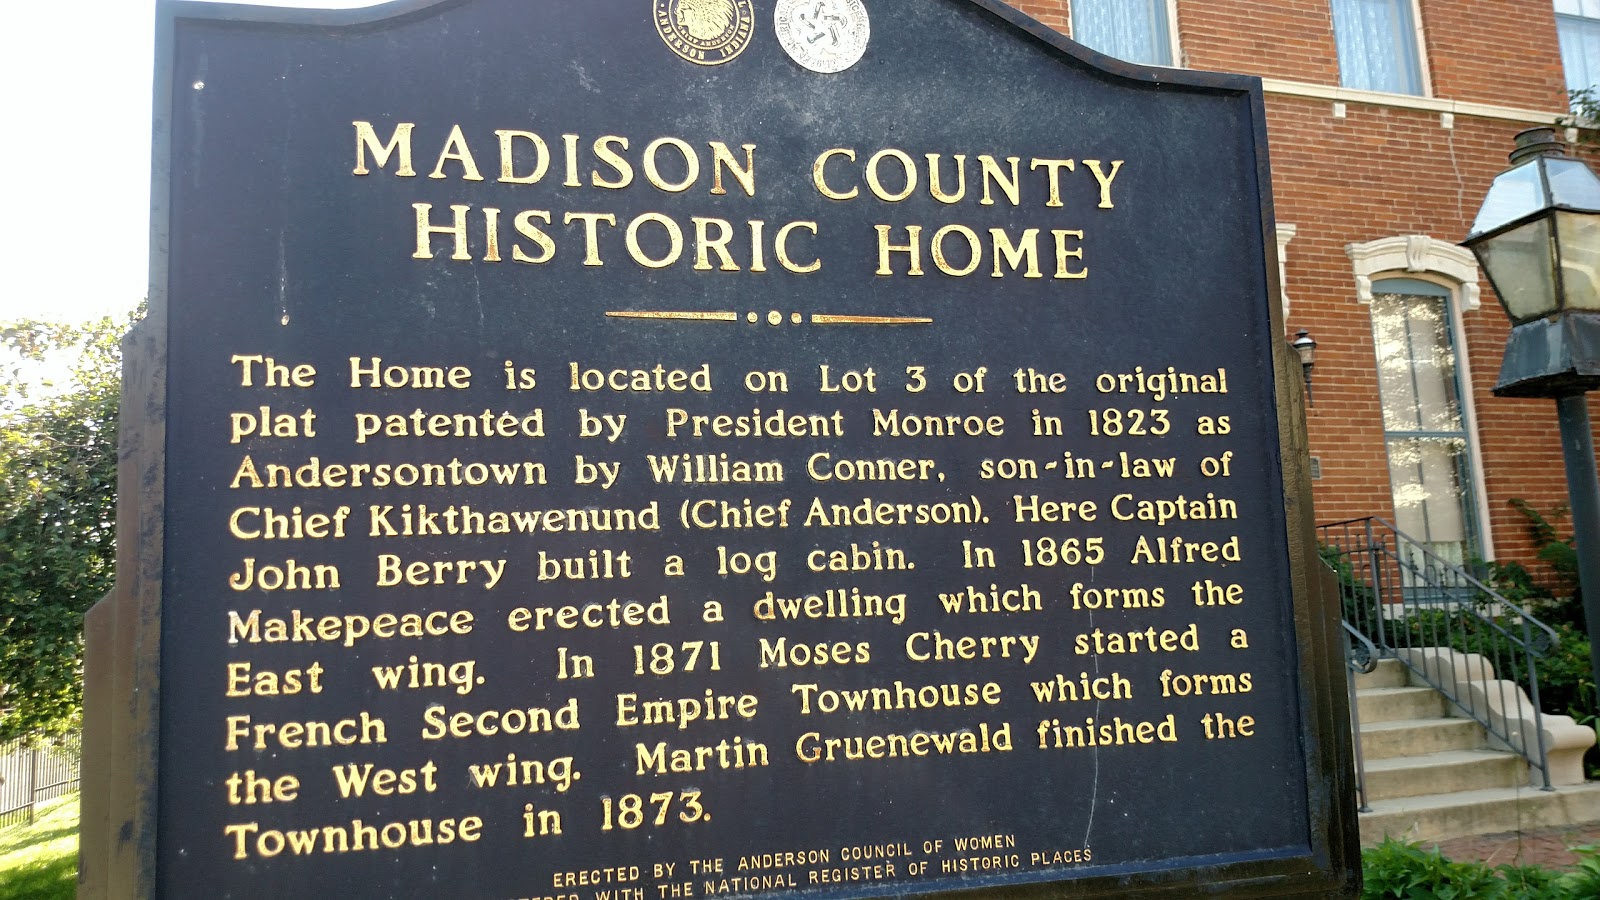 ANDERSON INDIANA
MADISON COUNTY
HISTORIC HOME
The Home is located on Lot 3 of the original
plat patented by President Monroe in 1823 as
Andersontown by William Conner, son-in-law of
Chief Kikthawenund (Chief Anderson). Here Captain
John Berry built a log cabin. In 1865 Alfred
Makepeace erected a dwelling which forms the
East wing. In 1871 Moses Cherry started a
French Second Empire Townhouse which forms
the West wing. Martin Gruenewald finished the
Townhouse in 1873.
ERECTED BY THE ANDERSON COUNCIL OF WOMEN
WITH THE NATIONAL REGISTER OF HISTORIC PLACES